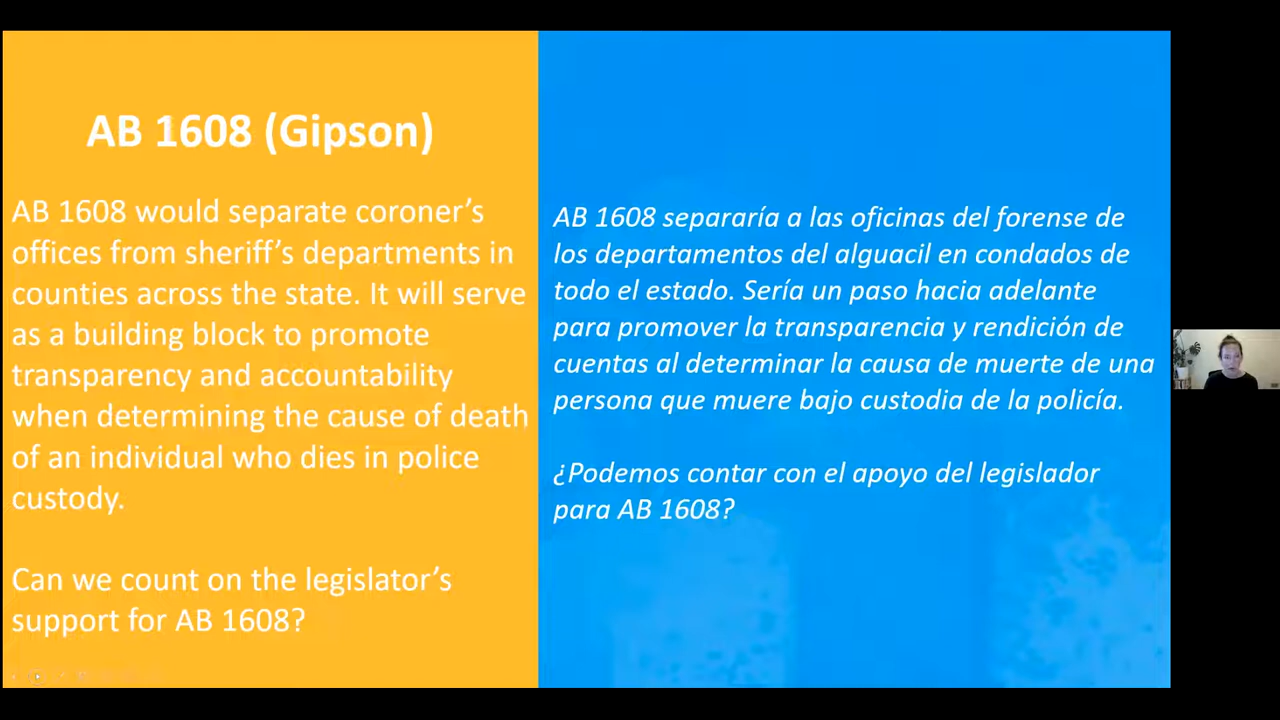 AB 1608 (Gipson)
AB 1608 would separate coroner’s
offices from sheriff’s departments in
counties across the state. It will serve
as a building block to promote
transparency and accountability
when determining the cause of death
of an individual who dies in police
custody.
Can we count on the legislator’s
support for AB 1608?
AB 1608 separaría a las oficinas del forense de
los departamentos del alguacil en condados de
todo el estado. Sería un paso hacia adelante
para promover la transparencia y rendición de
cuentas al determinar la causa de muerte de una
persona que muere bajo custodia de la policía.
¿Podemos contar con el apoyo del legislador
para AB 1608?